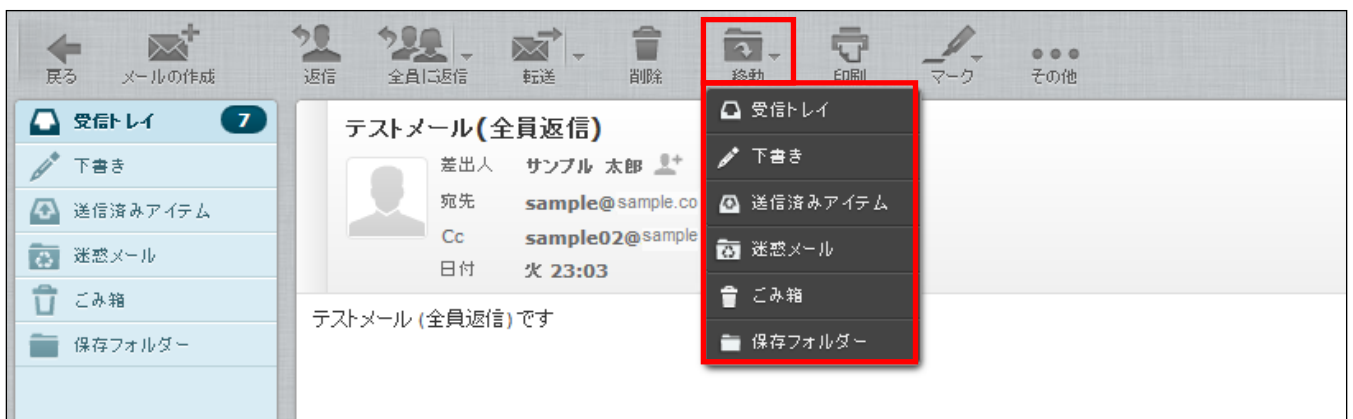 戻る メールの作成 返信 全員に返信 転送 削除 移動 印刷 マーク その他
受信トレイ 7
下書き
送信済みアイテム
迷惑メール
ごみ箱
保存フォルダー
テストメール(全員返信)
差出人 サンプル 太郎
宛先 sample@sample.co
Cc sample02@sample
日付 火 23:03
テストメール (全員返信) です
受信トレイ
下書き
送信済みアイテム
迷惑メール
ごみ箱
保存フォルダー